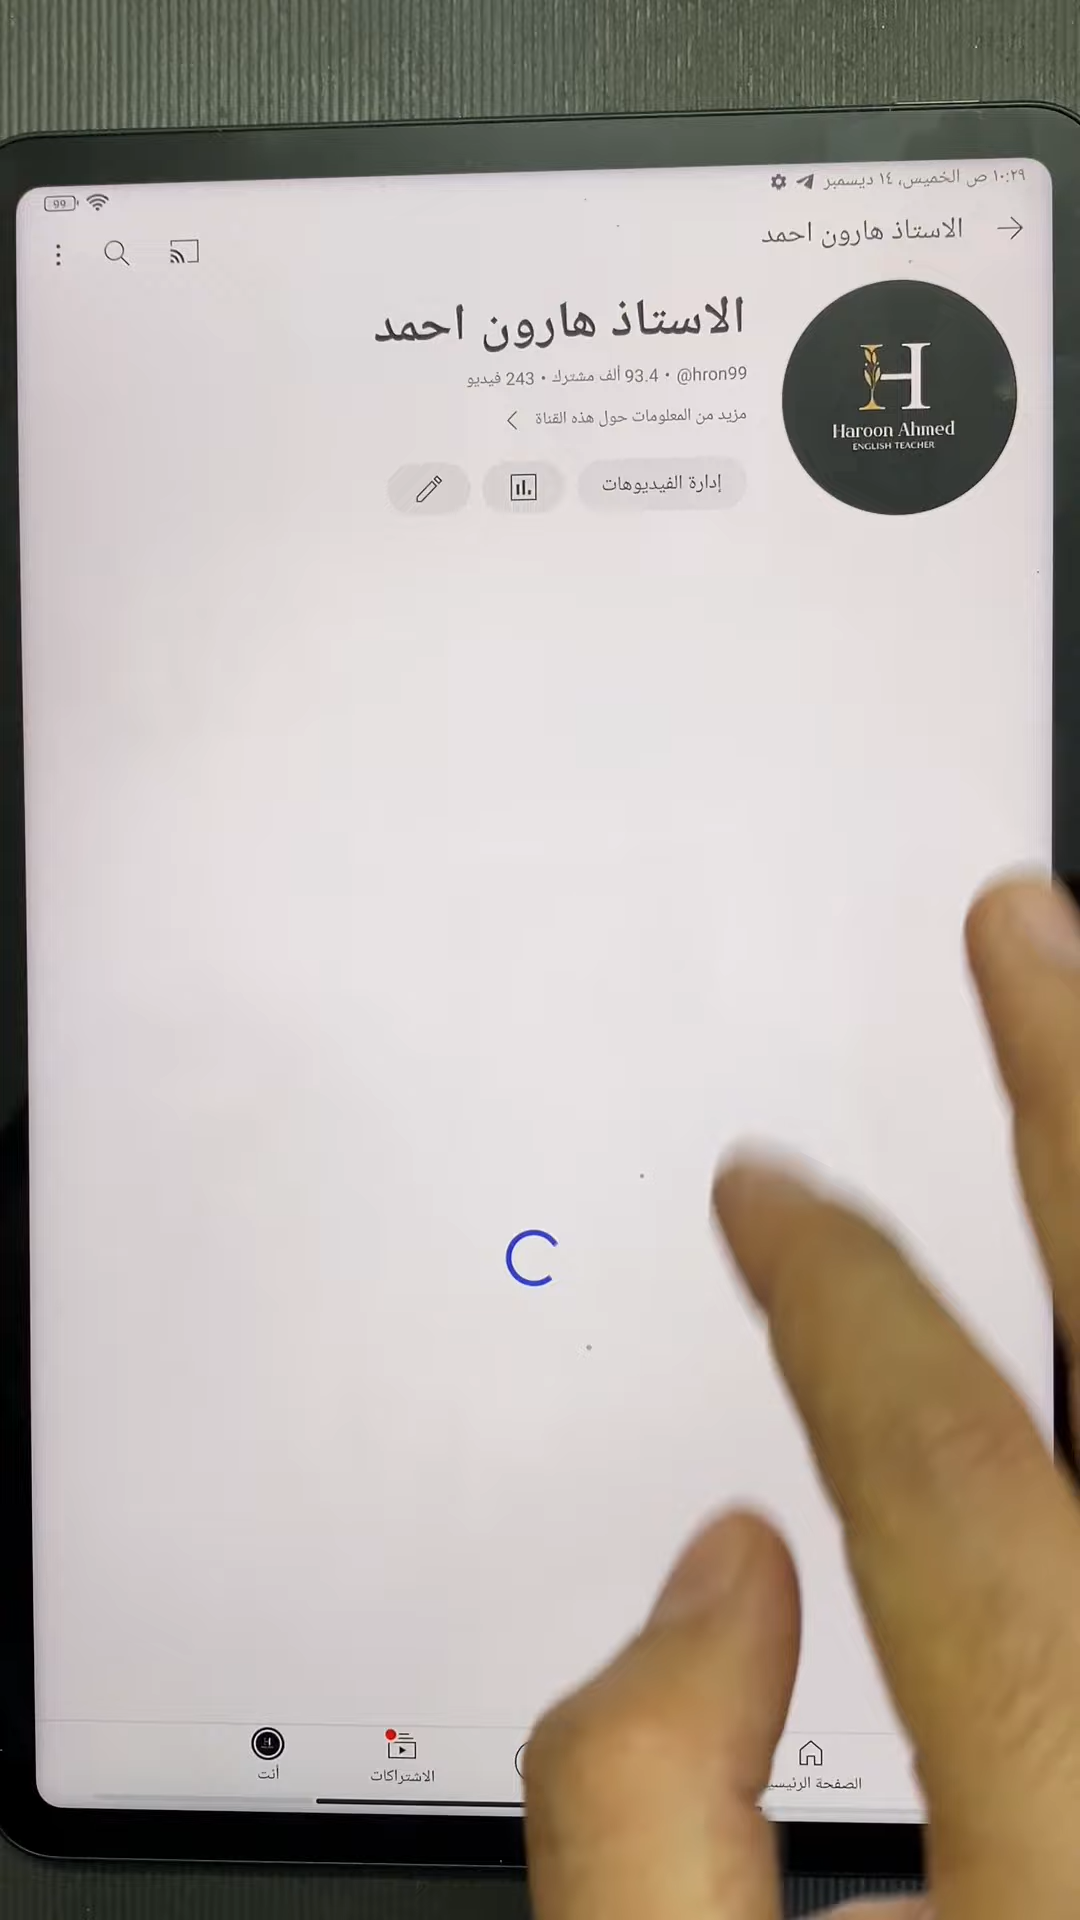 ١٠:٢٩ ص الخميس، ١٤ ديسمبر
99
الاستاذ هارون احمد
الاستاذ هارون احمد
@hron99 • 93.4 ألف مشترك • 243 فيديو
مزيد من المعلومات حول هذه القناة
إدارة الفيديوهات
H
Haroon Ahmed
ENGLISH TEACHER
الصفحة الرئيسية
الاشتراكات
أنت